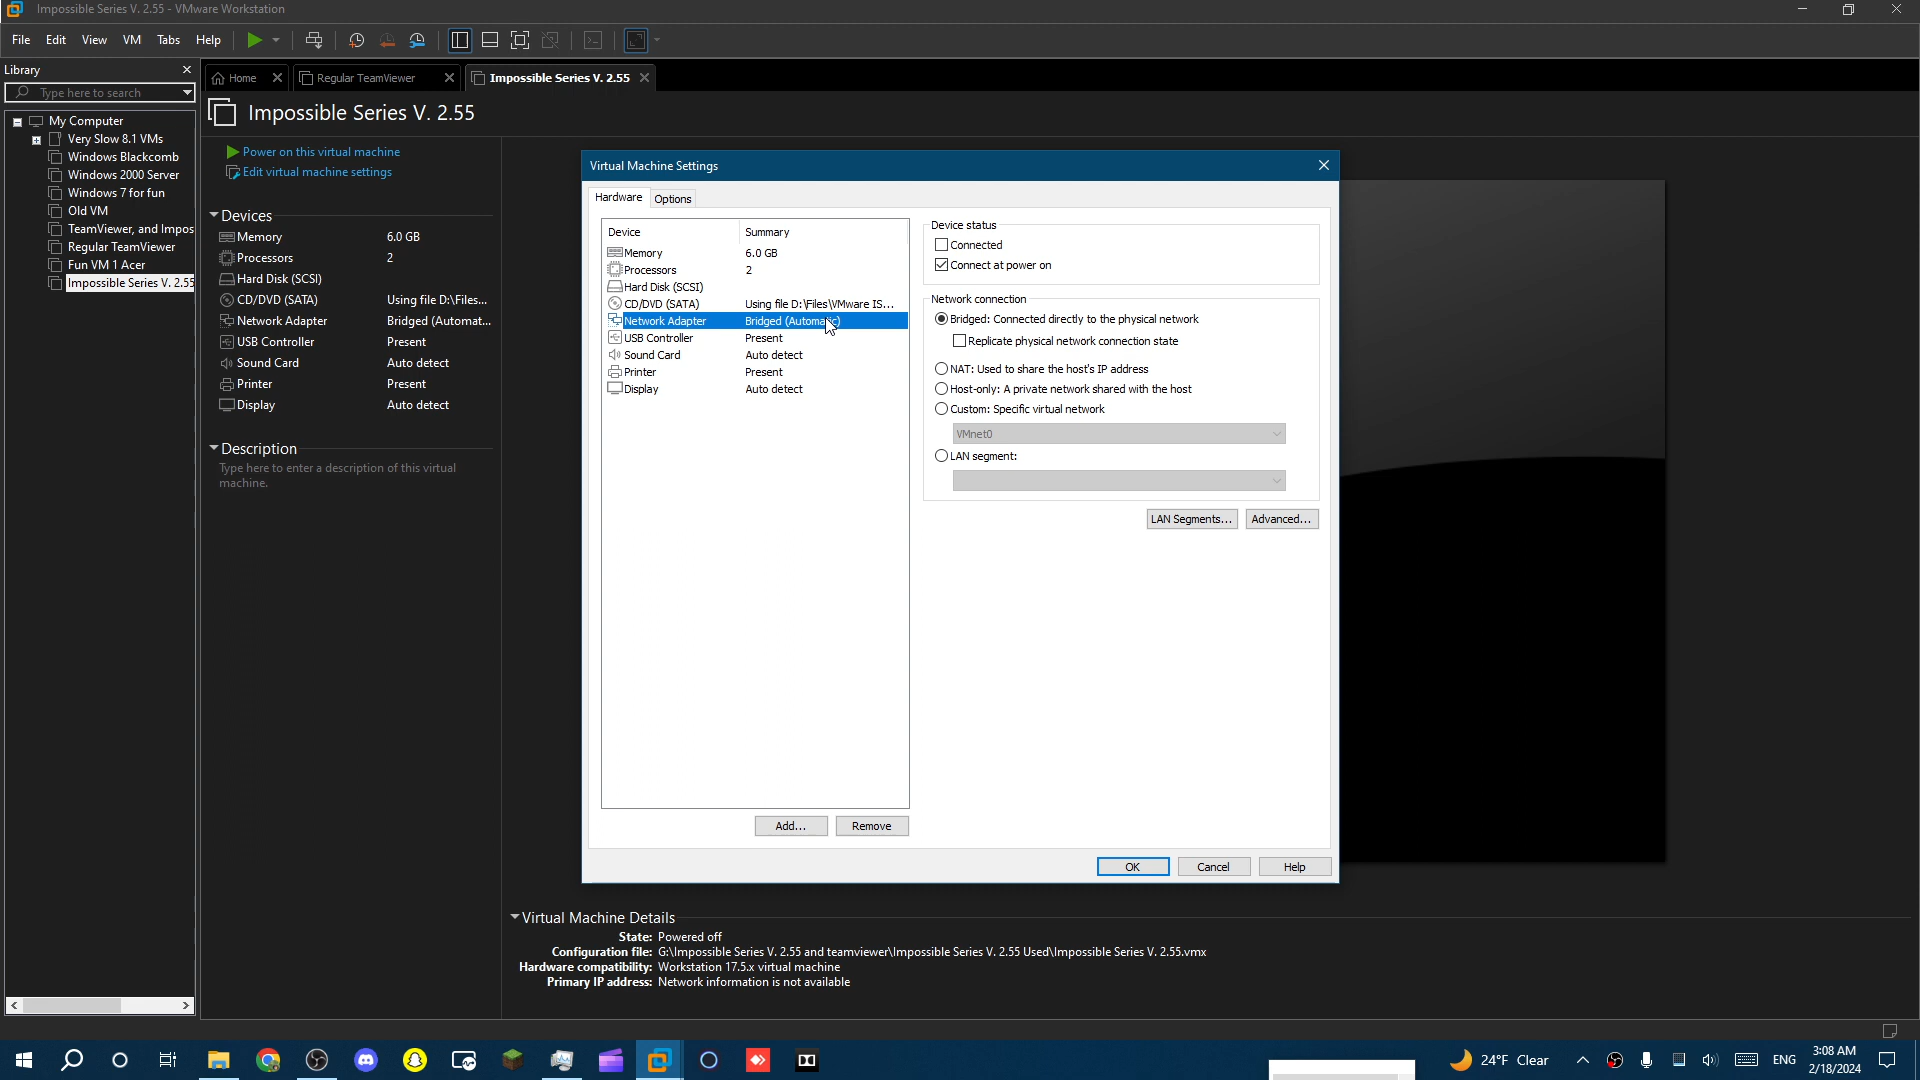 Impossible Series V. 2.55 - VMware Workstation
File Edit View VM Tabs Help
Library
Type here to search
My Computer
Very Slow 8.1 VMs
Windows Blackcomb
Windows 2000 Server
Windows 7 for fun
Old VM
TeamViewer, and Impos
Regular TeamViewer
Fun VM 1 Acer
Impossible Series V. 2.55
Home Regular TeamViewer Impossible Series V. 2.55
Impossible Series V. 2.55
Power on this virtual machine
Edit virtual machine settings
Devices
Memory 6.0 GB
Processors 2
Hard Disk (SCSI)
CD/DVD (SATA) Using file D:\Files...
Network Adapter Bridged (Automat...
USB Controller Present
Sound Card Auto detect
Printer Present
Display Auto detect
Description
Type here to enter a description of this virtual
machine.
Virtual Machine Settings
Hardware Options
Device Summary
Memory 6.0 GB
Processors 2
Hard Disk (SCSI)
CD/DVD (SATA) Using file D:\Files\VMware IS...
Network Adapter Bridged (Automatic)
USB Controller Present
Sound Card Auto detect
Printer Present
Display Auto detect
Add... Remove
Device status
Connected
Connect at power on
Network connection
Bridged: Connected directly to the physical network
Replicate physical network connection state
NAT: Used to share the host's IP address
Host-only: A private network shared with the host
Custom: Specific virtual network
VMnet0
LAN segment:
LAN Segments... Advanced...
OK Cancel Help
Virtual Machine Details
State: Powered off
Configuration file: G:\Impossible Series V. 2.55 and teamviewer\Impossible Series V. 2.55 Used\Impossible Series V. 2.55.vmx
Hardware compatibility: Workstation 17.5.x virtual machine
Primary IP address: Network information is not available
24°F Clear
ENG
3:08 AM
2/18/2024